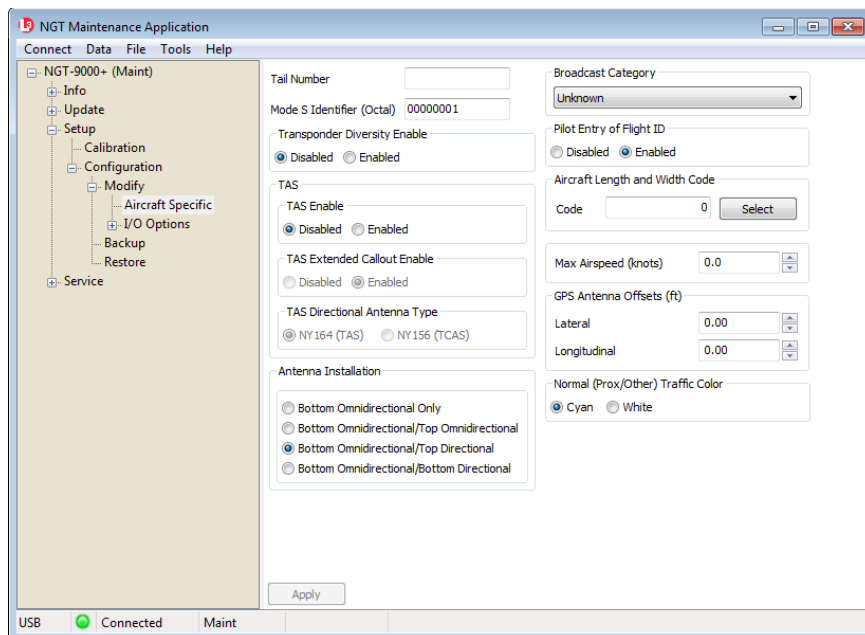 NGT Maintenance Application
Connect Data File Tools Help
NGT-9000+ (Maint)
Info
Update
Setup
Calibration
Configuration
Modify
Aircraft Specific
I/O Options
Backup
Restore
Service
Tail Number
Mode S Identifier (Octal) 00000001
Transponder Diversity Enable
Disabled Enabled
TAS
TAS Enable
Disabled Enabled
TAS Extended Callout Enable
Disabled Enabled
TAS Directional Antenna Type
NY164 (TAS) NY156 (TCAS)
Antenna Installation
Bottom Omnidirectional Only
Bottom Omnidirectional/Top Omnidirectional
Bottom Omnidirectional/Top Directional
Bottom Omnidirectional/Bottom Directional
Apply
Broadcast Category
Unknown
Pilot Entry of Flight ID
Disabled Enabled
Aircraft Length and Width Code
Code 0 Select
Max Airspeed (knots) 0.0
GPS Antenna Offsets (ft)
Lateral 0.00
Longitudinal 0.00
Normal (Prox/Other) Traffic Color
Cyan White
USB Connected Maint